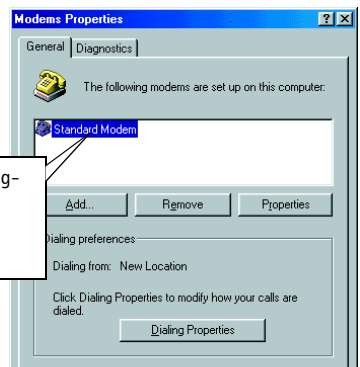 Modems Properties
General Diagnostics
The following modems are set up on this computer:
Standard Modem
g-
Add... Remove Properties
Dialing preferences
Dialing from: New Location
Click Dialing Properties to modify how your calls are
dialed.
Dialing Properties